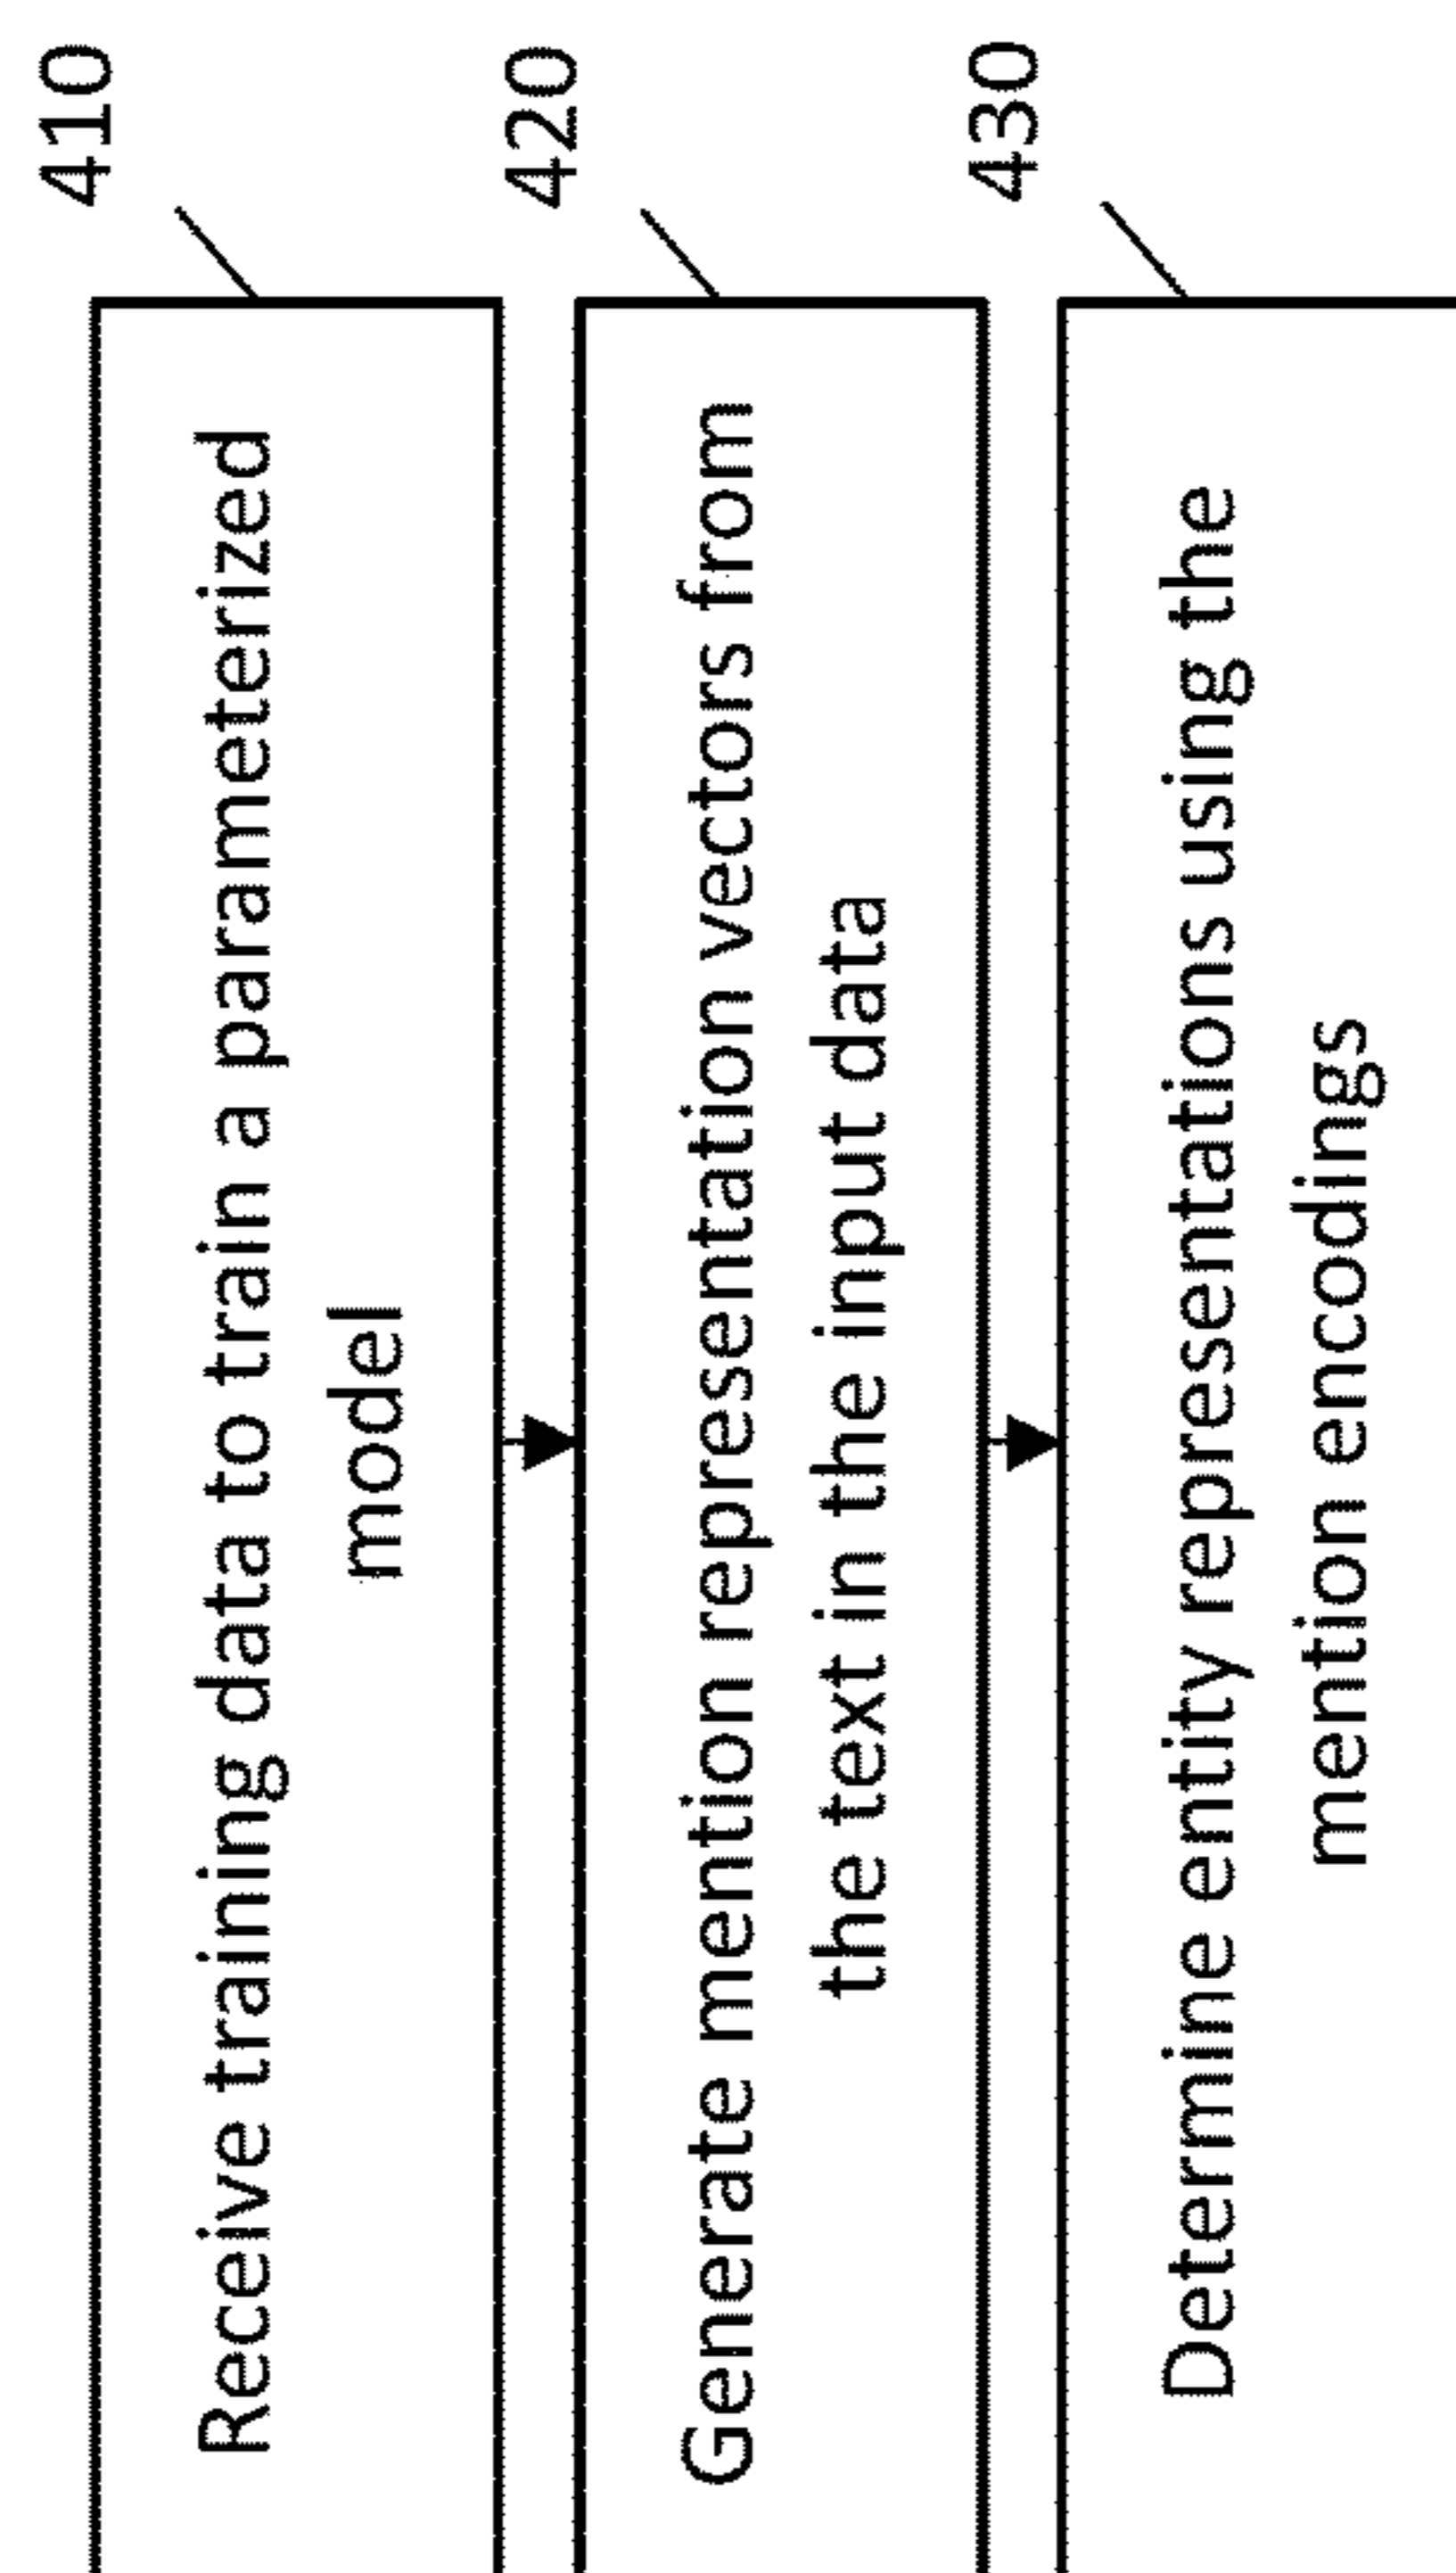 Receive training data to train a parameterized
model
410
Generate mention representation vectors from
the text in the input data
420
Determine entity representations using the
mention encodings
430